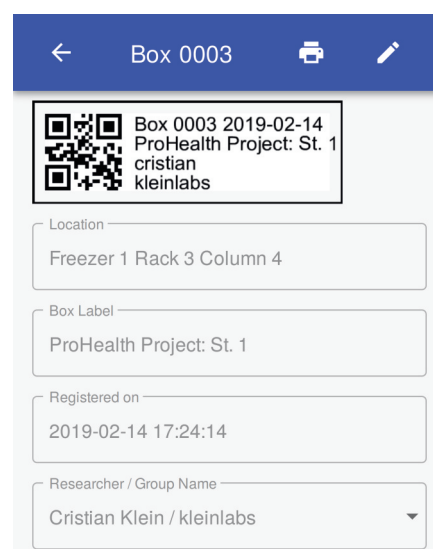 Box 0003
Box 0003 2019-02-14
ProHealth Project: St. 1
cristian
kleinlabs
Location
Freezer 1 Rack 3 Column 4
Box Label
ProHealth Project: St. 1
Registered on
2019-02-14 17:24:14
Researcher / Group Name
Cristian Klein / kleinlabs